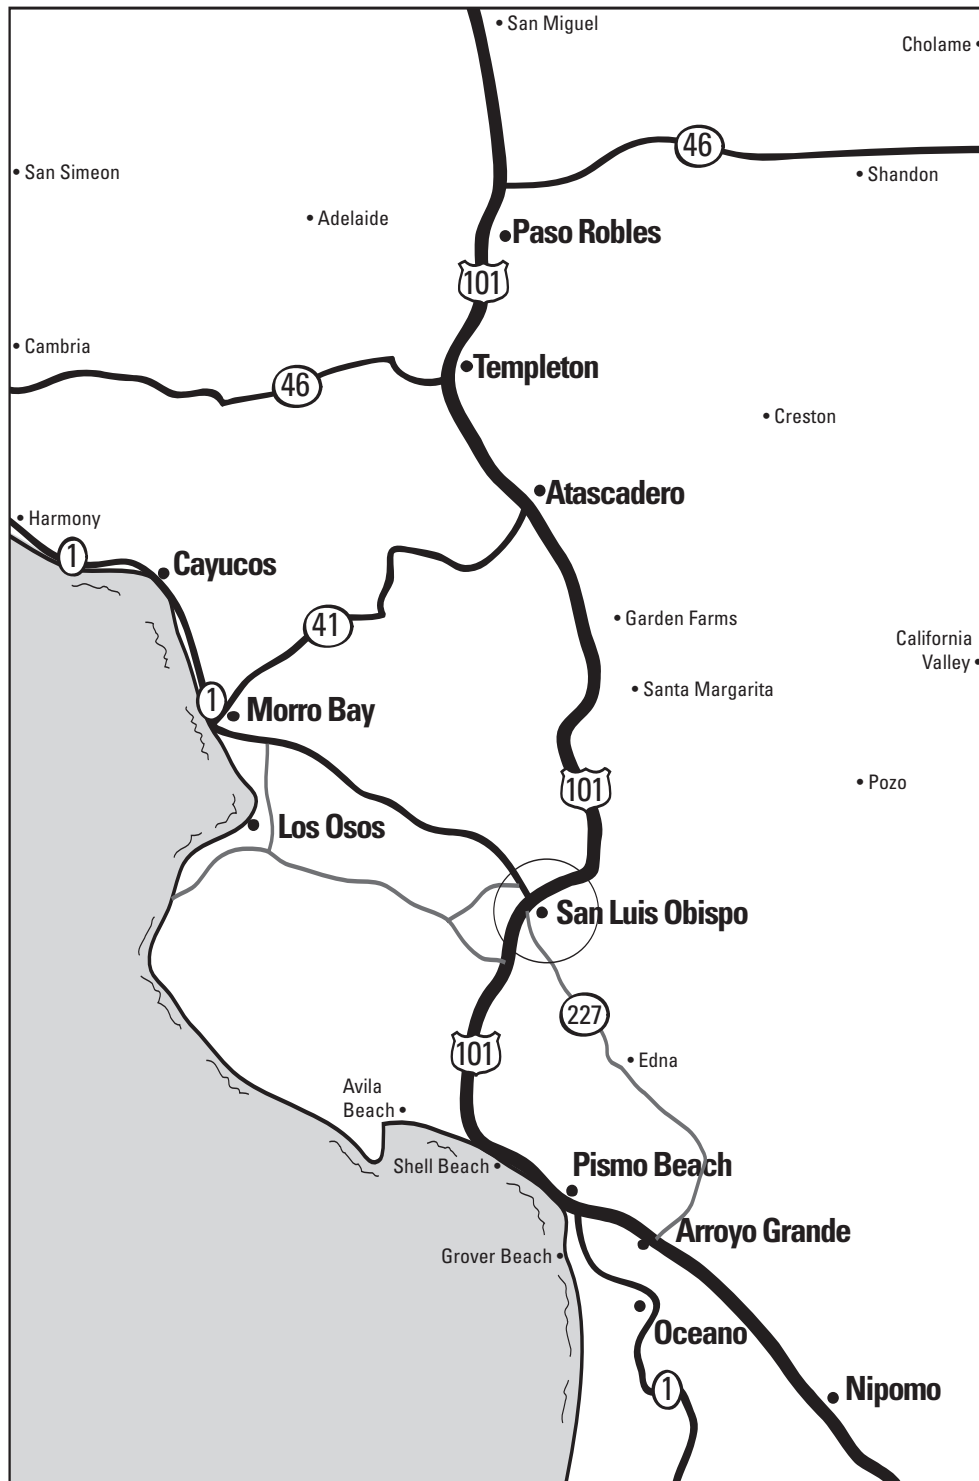 San Miguel
Cholame
46
San Simeon
Shandon
Adelaide
Paso Robles
101
Cambria
Templeton
46
Creston
Atascadero
Harmony
1
Cayucos
41
Garden Farms
California
Valley
Santa Margarita
1
Morro Bay
Pozo
101
Los Osos
San Luis Obispo
227
101
Edna
Avila
Beach
Shell Beach
Pismo Beach
Arroyo Grande
Grover Beach
Oceano
1
Nipomo